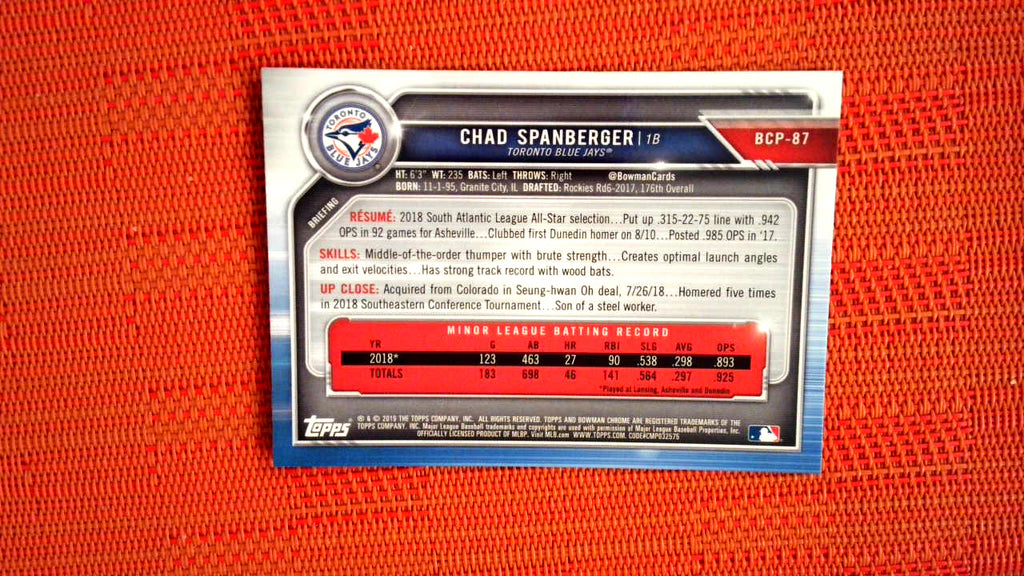 TORONTO
BLUE JAYS
CHAD SPANBERGER | 1B
TORONTO BLUE JAYS®
BCP-87
HT: 6'3" WT: 235 BATS: Left THROWS: Right @BowmanCards
BORN: 11-1-95, Granite City, IL DRAFTED: Rockies Rd6-2017, 176th Overall
BRIEFING
RÉSUMÉ: 2018 South Atlantic League All-Star selection...Put up .315-22-75 line with .942
OPS in 92 games for Asheville...Clubbed first Dunedin homer on 8/10...Posted .985 OPS in '17.
SKILLS: Middle-of-the-order thumper with brute strength...Creates optimal launch angles
and exit velocities...Has strong track record with wood bats.
UP CLOSE: Acquired from Colorado in Seung-hwan Oh deal, 7/26/18...Homered five times
in 2018 Southeastern Conference Tournament...Son of a steel worker.
MINOR LEAGUE BATTING RECORD
YR G AB HR RBI SLG AVG OPS
2018* 123 463 27 90 .538 .298 .893
TOTALS 183 698 46 141 .564 .297 .925
*Played at Lansing, Asheville and Dunedin
Topps
® & © 2019 THE TOPPS COMPANY, INC. ALL RIGHTS RESERVED. TOPPS AND BOWMAN CHROME ARE REGISTERED TRADEMARKS OF THE
TOPPS COMPANY, INC. Major League Baseball trademarks and copyrights are used with permission of Major League Baseball Properties, Inc.
OFFICIALLY LICENSED PRODUCT OF MLBP. Visit MLB.com WWW.TOPPS.COM. CODE#CMP032576